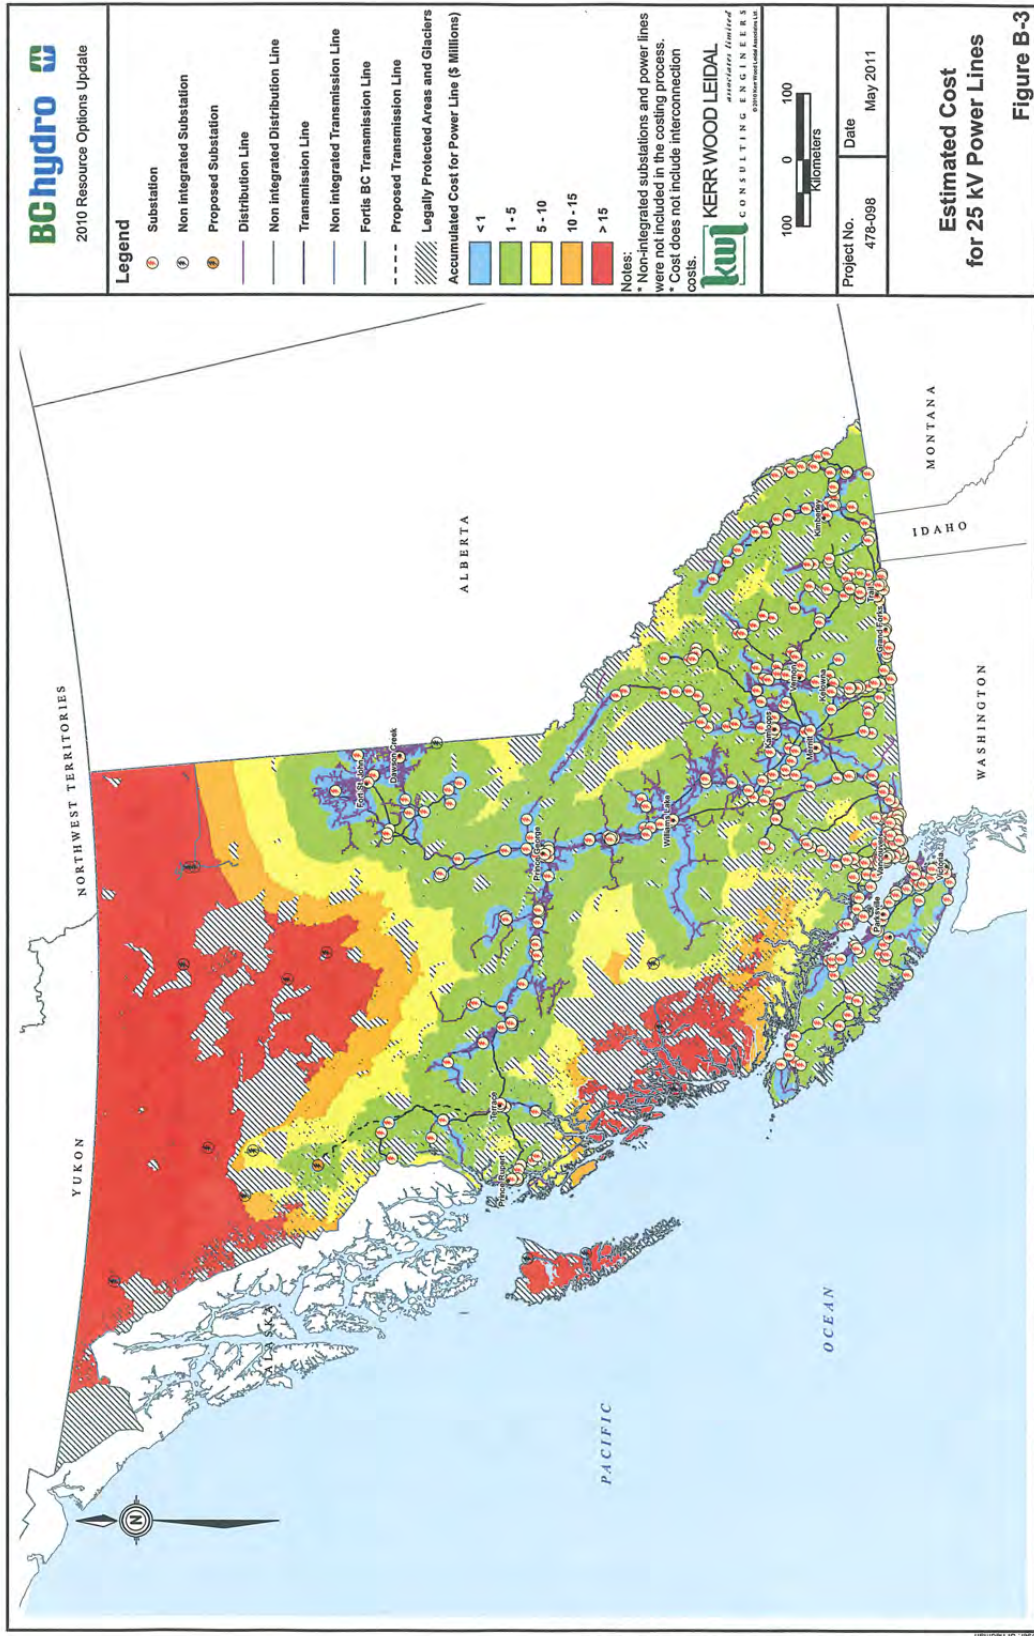 BC hydro
2010 Resource Options Update
Legend
Substation
Non integrated Substation
Proposed Substation
Distribution Line
Non integrated Distribution Line
Transmission Line
Non integrated Transmission Line
Fortis BC Transmission Line
Proposed Transmission Line
Legally Protected Areas and Glaciers
Accumulated Cost for Power Line ($ Millions)
< 1
1 - 5
5 - 10
10 - 15
> 15
Notes:
* Non-integrated substations and power lines
were not included in the costing process.
* Cost does not include interconnection
costs.
kwl
KERR WOOD LEIDAL
associates limited
CONSULTING ENGINEERS
100 0 100
Kilometers
Project No.
478-098
Date
May 2011
Estimated Cost
for 25 kV Power Lines
Figure B-3
YUKON
NORTHWEST TERRITORIES
ALASKA
ALBERTA
Fort St John
Dawson Creek
Prince George
Terrace
Prince Rupert
Williams Lake
Kamloops
Merritt
Vernon
Kelowna
Kimberley
Trail
Grand Forks
Vancouver
Parksville
Victoria
PACIFIC
OCEAN
WASHINGTON
IDAHO
MONTANA
N